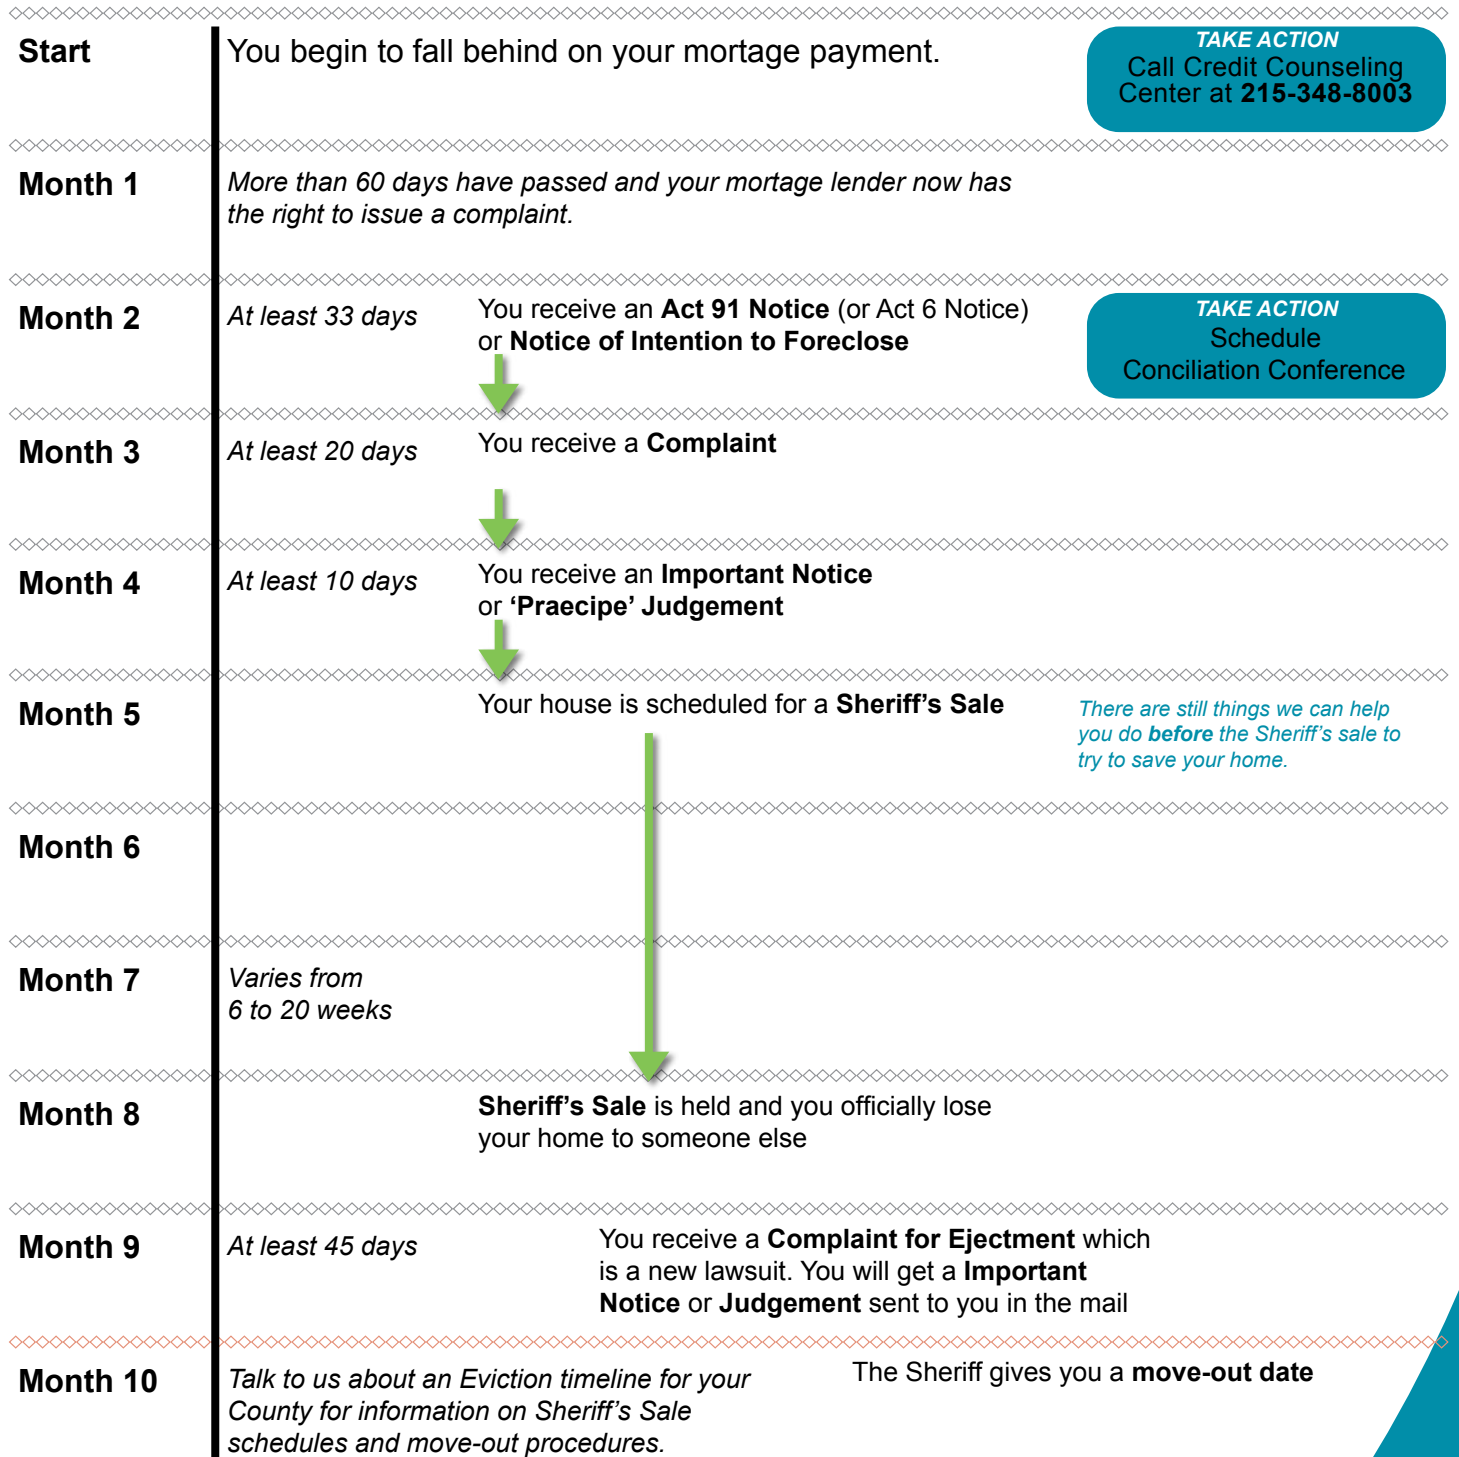 Start
You begin to fall behind on your mortage payment.
TAKE ACTION
Call Credit Counseling
Center at 215-348-8003
Month 1
More than 60 days have passed and your mortage lender now has
the right to issue a complaint.
Month 2
At least 33 days
You receive an Act 91 Notice (or Act 6 Notice)
or Notice of Intention to Foreclose
TAKE ACTION
Schedule
Conciliation Conference
Month 3
At least 20 days
You receive a Complaint
Month 4
At least 10 days
You receive an Important Notice
or ‘Praecipe’ Judgement
Month 5
Your house is scheduled for a Sheriff’s Sale
There are still things we can help
you do before the Sheriff’s sale to
try to save your home.
Month 6
Month 7
Varies from
6 to 20 weeks
Month 8
Sheriff’s Sale is held and you officially lose
your home to someone else
Month 9
At least 45 days
You receive a Complaint for Ejectment which
is a new lawsuit. You will get a Important
Notice or Judgement sent to you in the mail
Month 10
Talk to us about an Eviction timeline for your
County for information on Sheriff’s Sale
schedules and move-out procedures.
The Sheriff gives you a move-out date